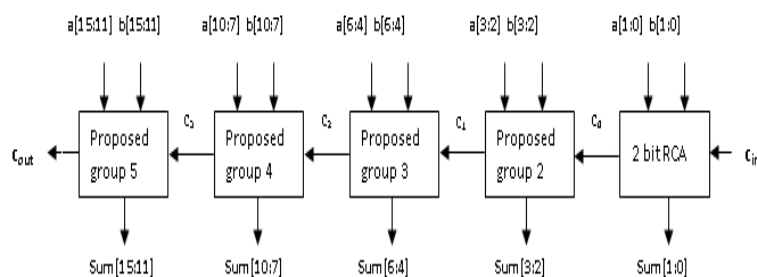 a[15:11] b[15:11] a[10:7] b[10:7] a[6:4] b[6:4] a[3:2] b[3:2] a[1:0] b[1:0]
C3 C2 C1 C0
Proposed group 5
Proposed group 4
Proposed group 3
Proposed group 2
2 bit RCA
Cout
Cin
Sum[15:11] Sum[10:7] Sum[6:4] Sum[3:2] Sum[1:0]